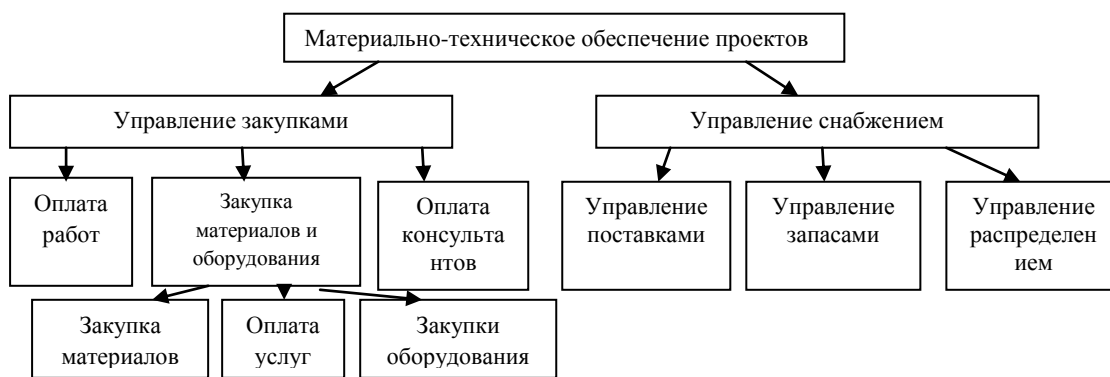 Материально-техническое обеспечение проектов
Управление закупками
Управление снабжением
Оплата
работ
Закупка
материалов и
оборудования
Оплата
консульта
нтов
Управление
поставками
Управление
запасами
Управление
распределен
ием
Закупка
материалов
Оплата
услуг
Закупки
оборудования